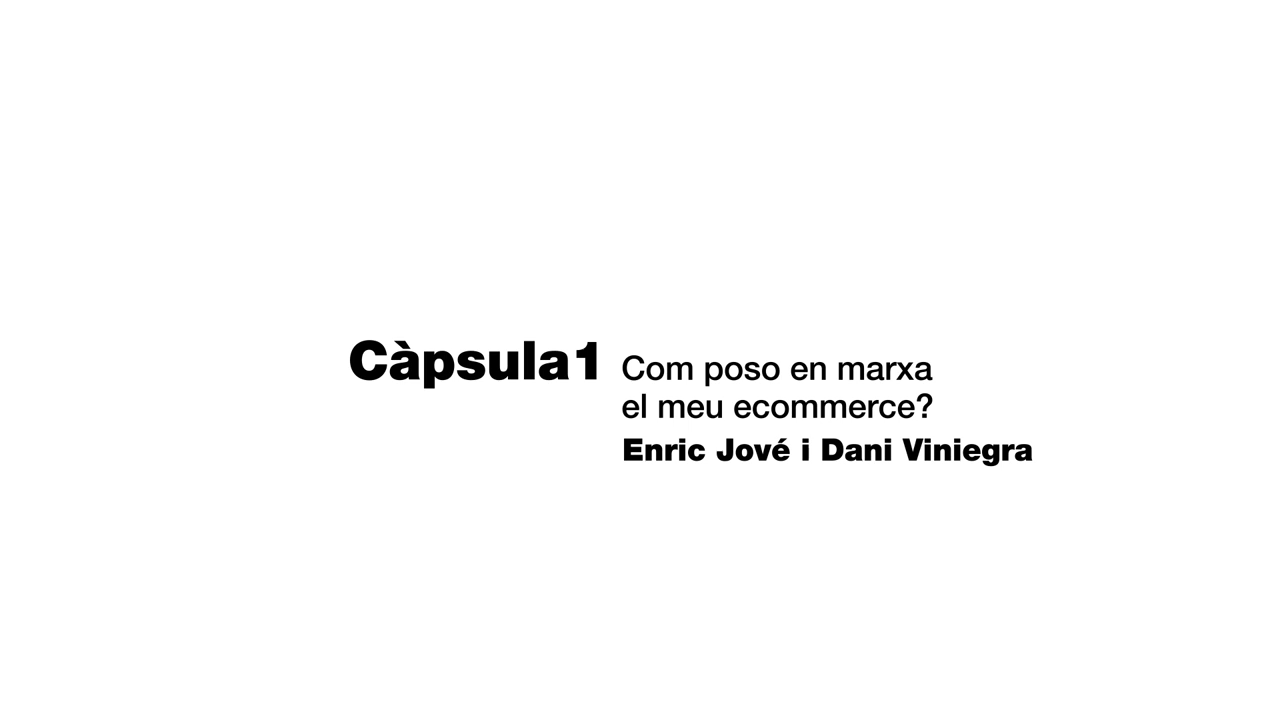 Càpsula1
Com poso en marxa
el meu ecommerce?
Enric Jové i Dani Viniegra